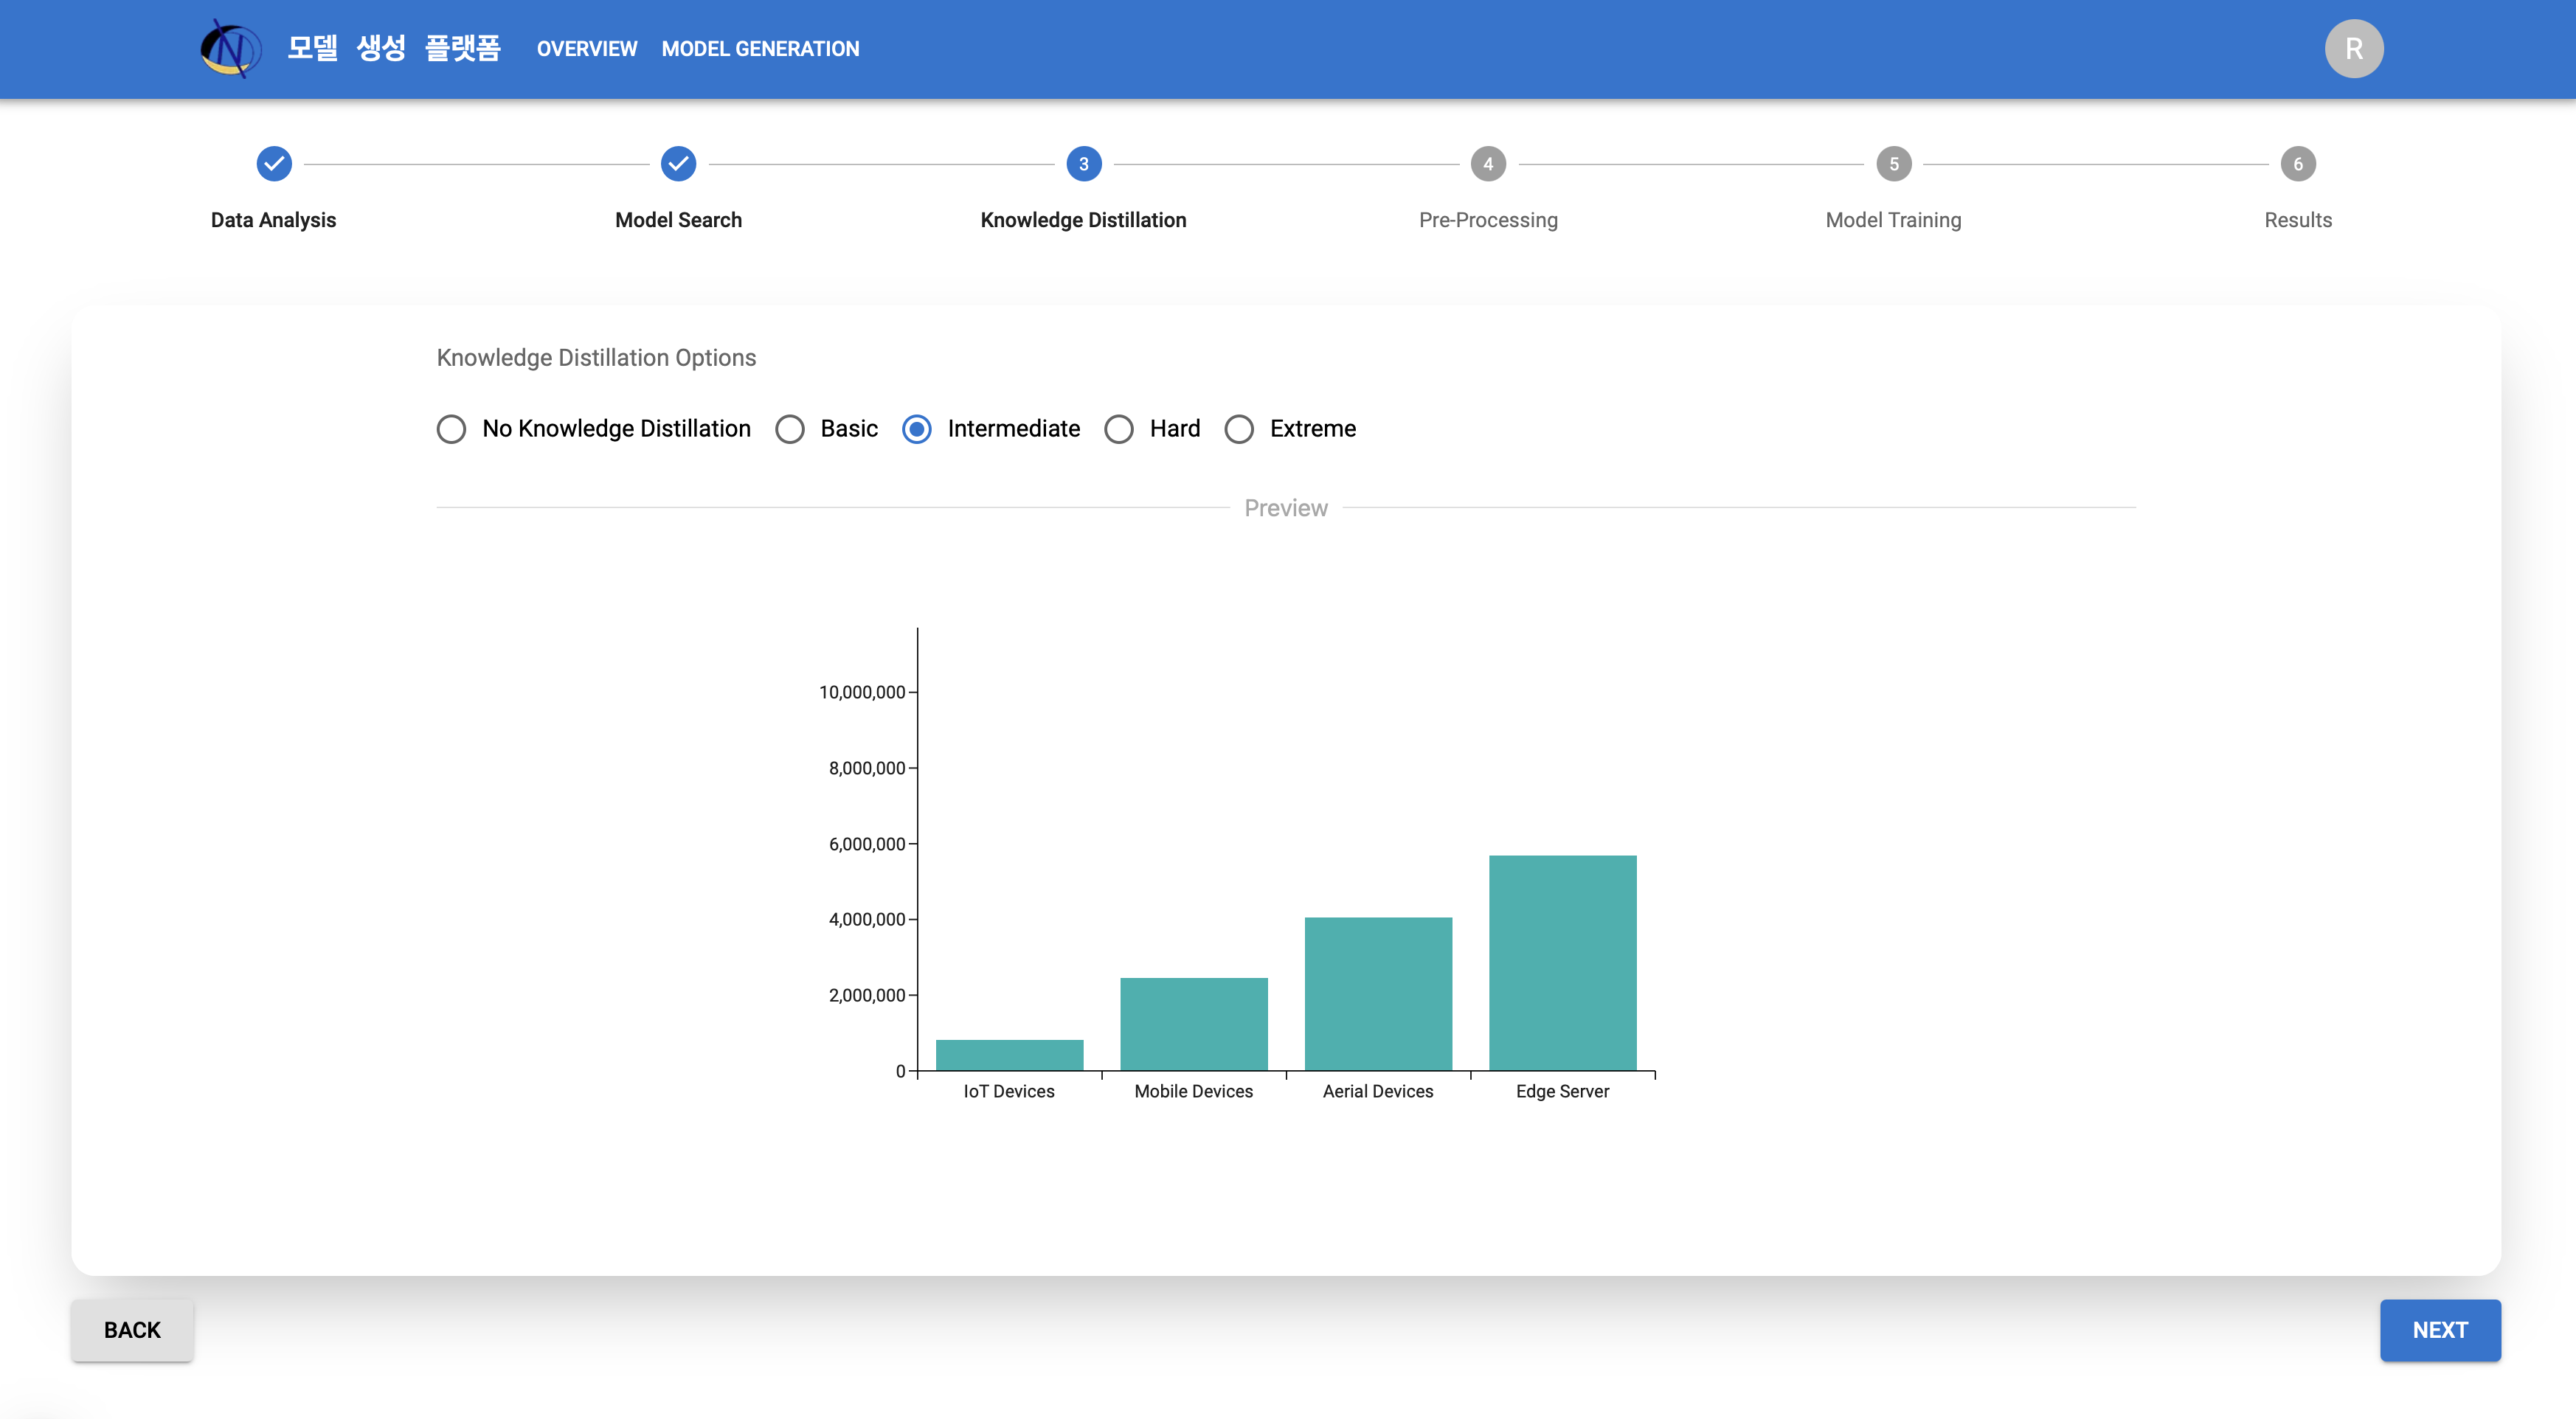 모델 생성 플랫폼 OVERVIEW MODEL GENERATION R
3 4 5 6
Data Analysis Model Search Knowledge Distillation Pre-Processing Model Training Results
Knowledge Distillation Options
No Knowledge Distillation Basic Intermediate Hard Extreme
Preview
10,000,000
8,000,000
6,000,000
4,000,000
2,000,000
0
IoT Devices Mobile Devices Aerial Devices Edge Server
BACK NEXT